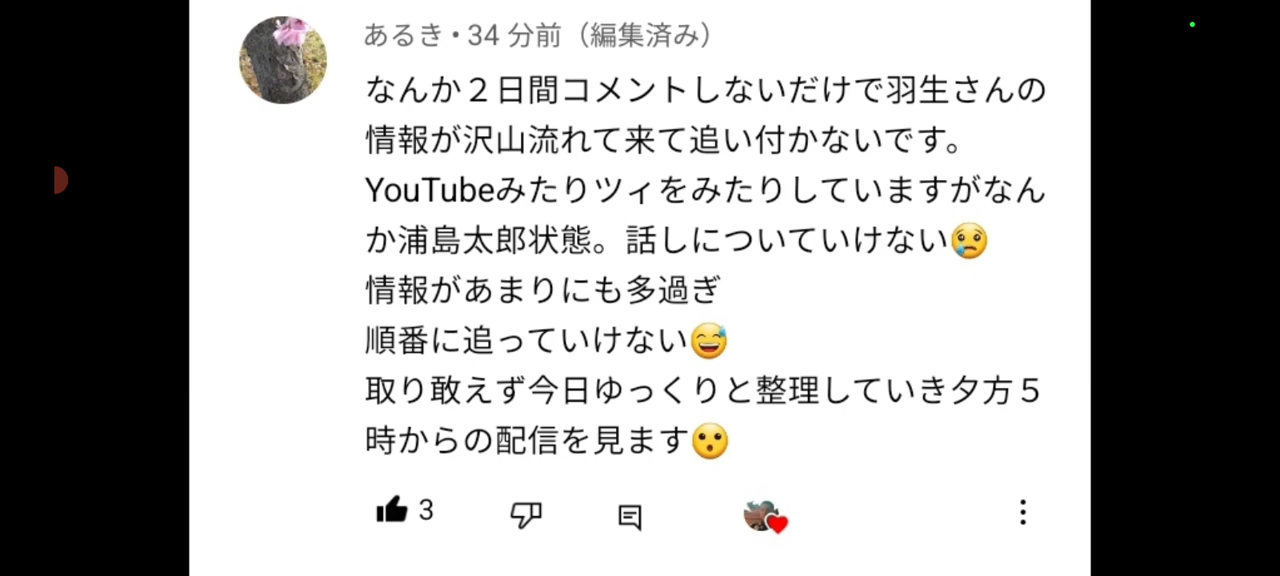 あるき • 34 分前（編集済み）
なんか２日間コメントしないだけで羽生さんの
情報が沢山流れて来て追い付かないです。
YouTubeみたりツィをみたりしていますがなん
か浦島太郎状態。話しについていけない😢
情報があまりにも多過ぎ
順番に追っていけない😅
取り敢えず今日ゆっくりと整理していき夕方５
時からの配信を見ます😮
3